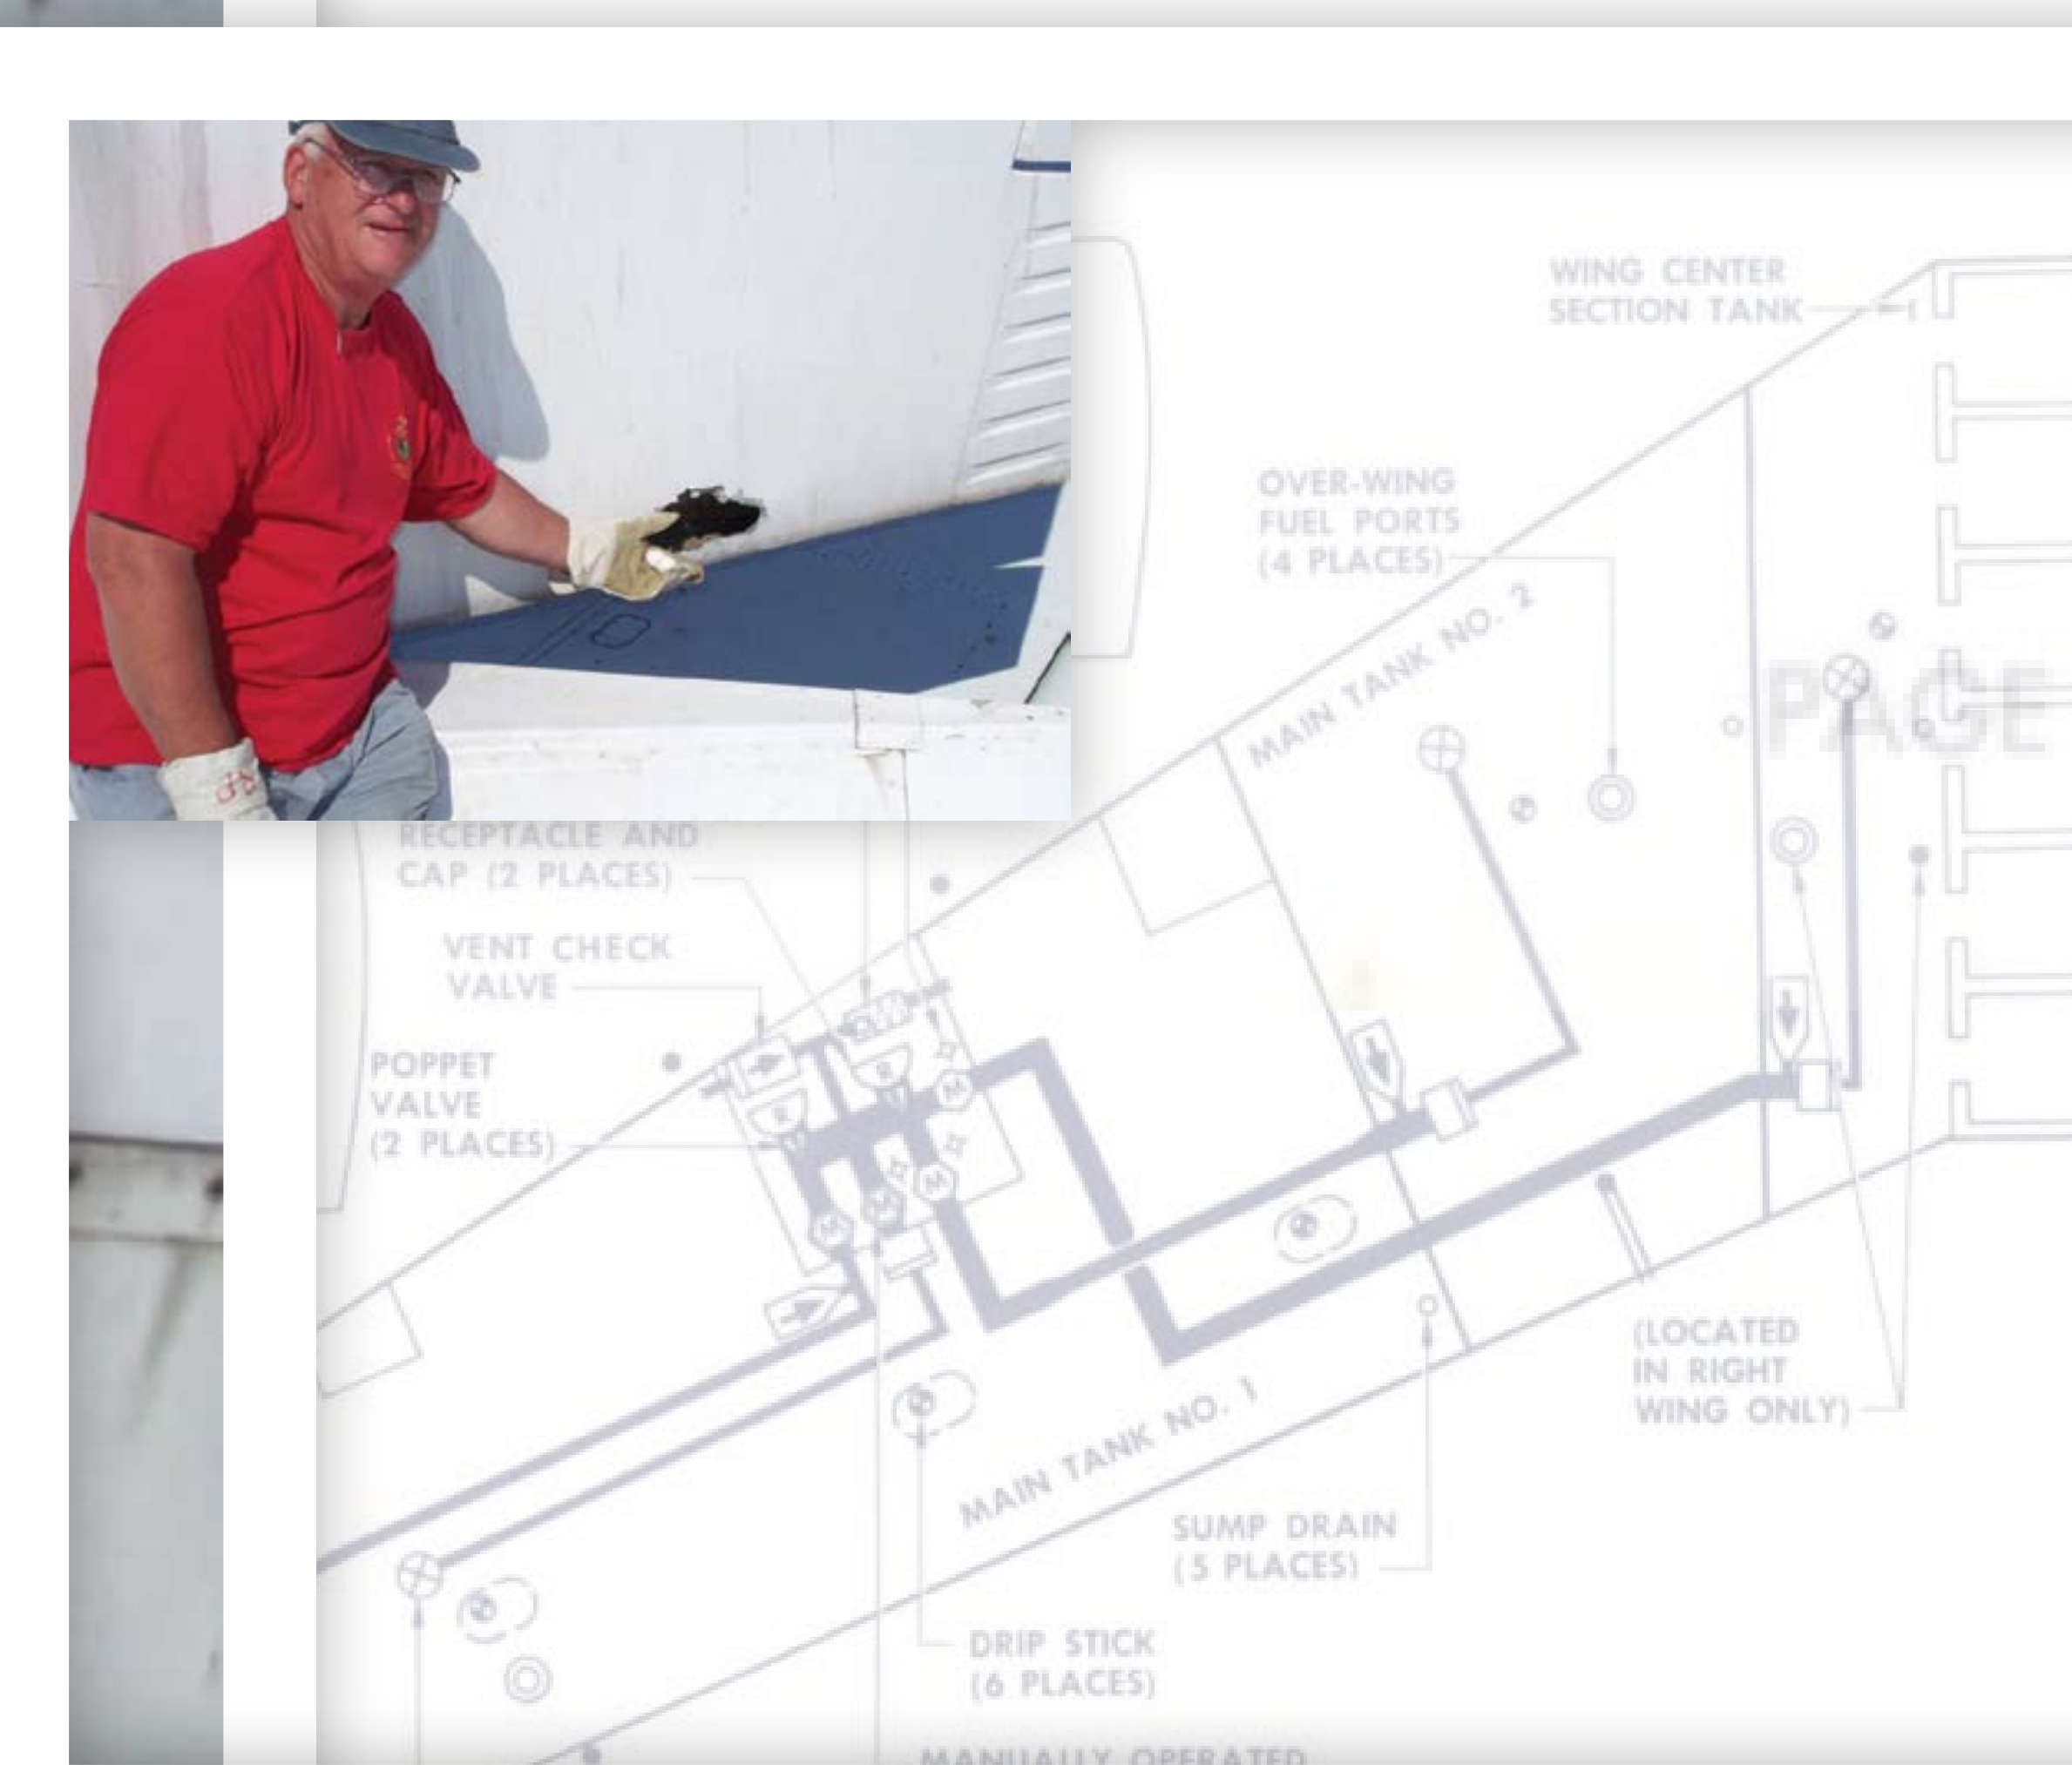 WING CENTER
SECTION TANK
OVER-WING
FUEL PORTS
(4 PLACES)
MAIN TANK NO. 2
PAGE
RECEPTACLE AND
CAP (2 PLACES)
VENT CHECK
VALVE
POPPET
VALVE
(2 PLACES)
R
R
M
M
M
M
(LOCATED
IN RIGHT
WING ONLY)
MAIN TANK NO. 1
SUMP DRAIN
(5 PLACES)
DRIP STICK
(6 PLACES)
MANUALLY OPERATED